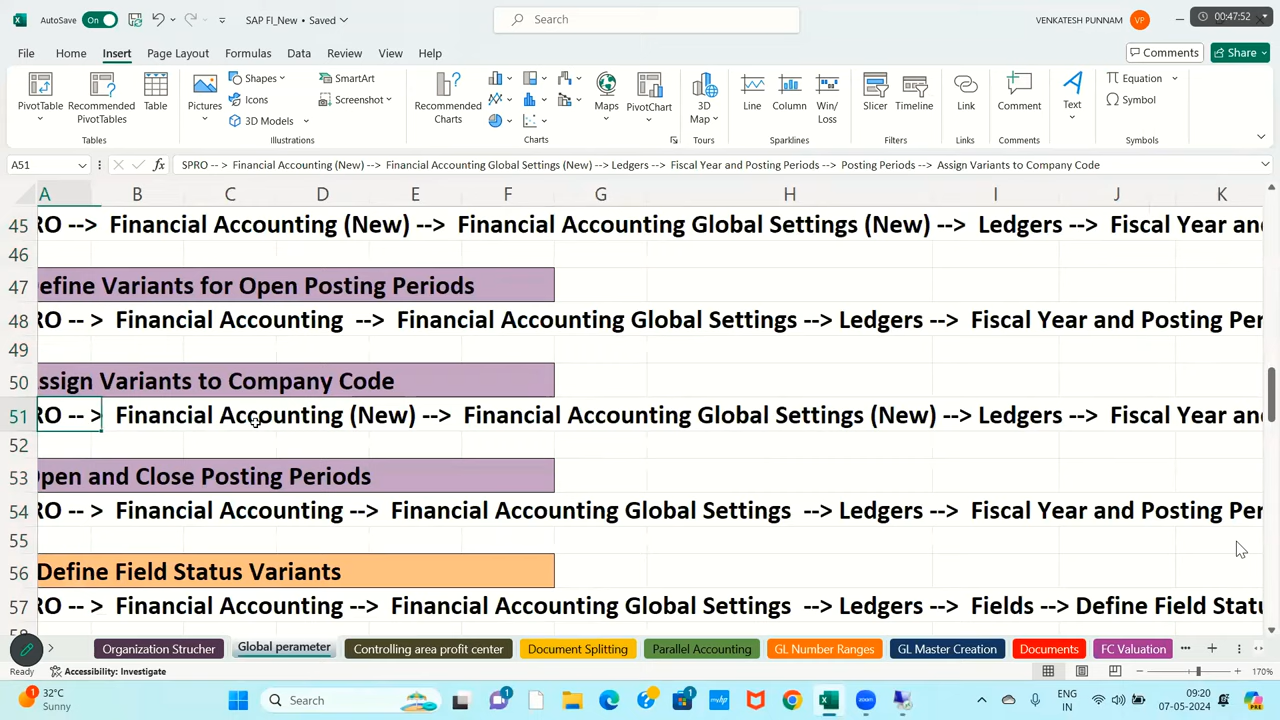 AutoSave On SAP FI_New • Saved Search VENKATESH PUNNAM VP 00:47:52
File Home Insert Page Layout Formulas Data Review View Help Comments Share
PivotTable Recommended PivotTables Table Pictures Shapes Icons 3D Models SmartArt Screenshot Recommended Charts Maps PivotChart 3D Map Line Column Win/Loss Slicer Timeline Link Comment Text Equation Symbol
Tables Illustrations Charts Tours Sparklines Filters Links Comments Symbols
A51 fx SPRO -- > Financial Accounting (New) --> Financial Accounting Global Settings (New) --> Ledgers --> Fiscal Year and Posting Periods --> Posting Periods --> Assign Variants to Company Code
A B C D E F G H I J K
45 RO --> Financial Accounting (New) --> Financial Accounting Global Settings (New) --> Ledgers --> Fiscal Year an
46
47 efine Variants for Open Posting Periods
48 RO -- > Financial Accounting --> Financial Accounting Global Settings --> Ledgers --> Fiscal Year and Posting Per
49
50 ssign Variants to Company Code
51 RO -- > Financial Accounting (New) --> Financial Accounting Global Settings (New) --> Ledgers --> Fiscal Year an
52
53 pen and Close Posting Periods
54 RO -- > Financial Accounting --> Financial Accounting Global Settings --> Ledgers --> Fiscal Year and Posting Per
55
56 Define Field Status Variants
57 RO -- > Financial Accounting --> Financial Accounting Global Settings --> Ledgers --> Fields --> Define Field Statu
Organization Strucher Global perameter Controlling area profit center Document Splitting Parallel Accounting GL Number Ranges GL Master Creation Documents FC Valuation
Ready Accessibility: Investigate 170%
1 32°C Sunny Search 1 1 ENG IN 09:20 07-05-2024